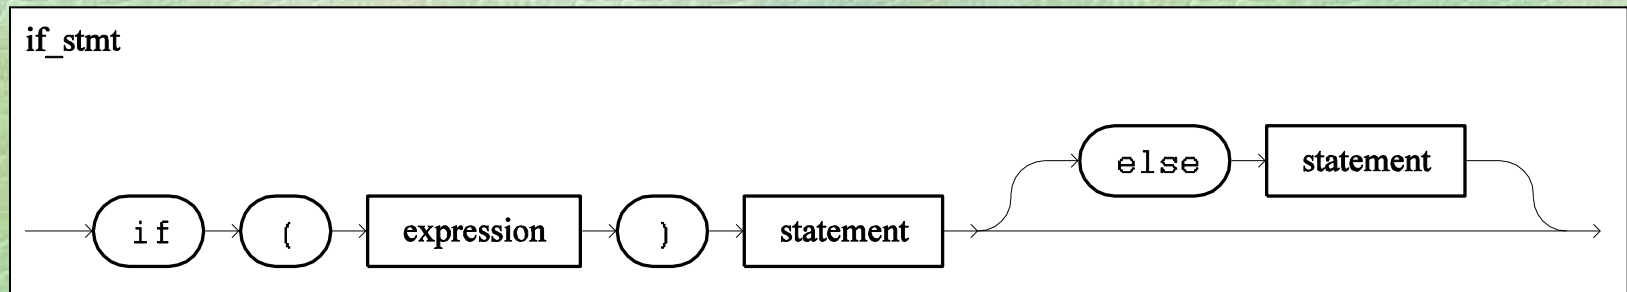 if_stmt
else statement
if ( expression ) statement